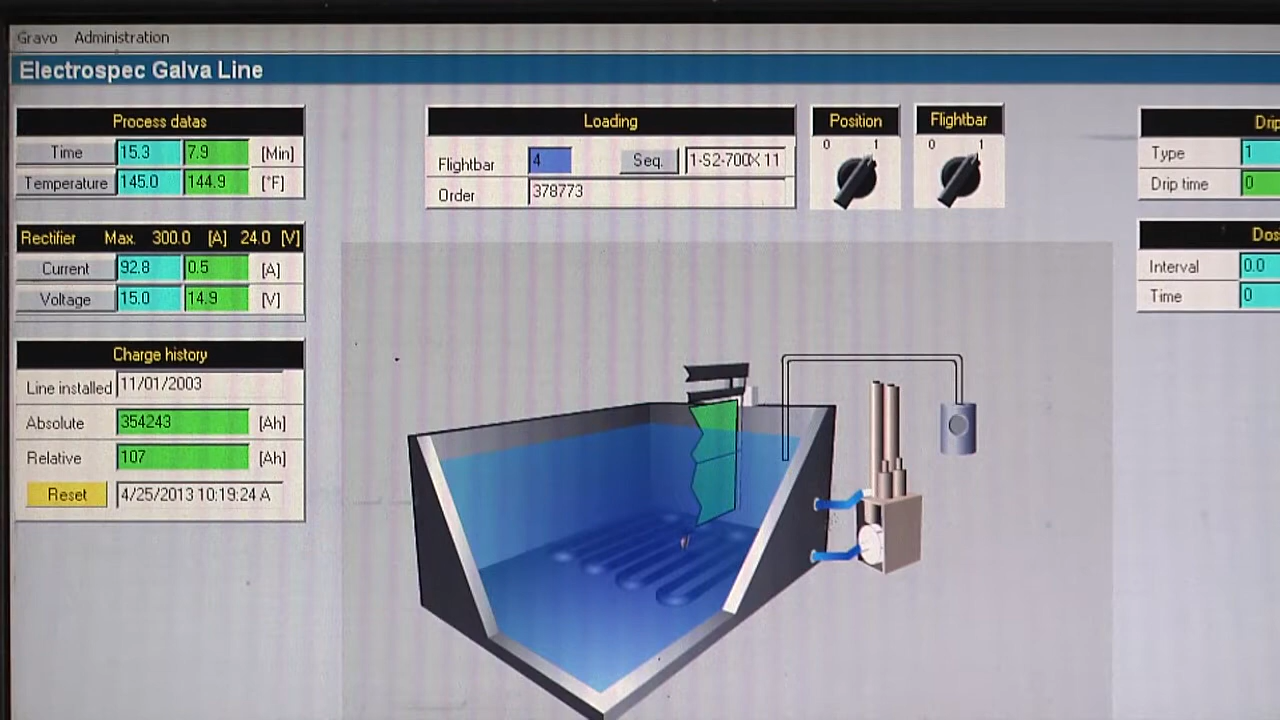 Gravo Administration
Electrospec Galva Line
Process datas
Time 15.3 7.9 [Min]
Temperature 145.0 144.9 [°F]
Rectifier Max. 300.0 [A] 24.0 [V]
Current 92.8 0.5 [A]
Voltage 15.0 14.9 [V]
Charge history
Line installed 11/01/2003
Absolute 354243 [Ah]
Relative 107 [Ah]
Reset 4/25/2013 10:19:24 A
Loading
Flightbar 4 Seq. 1-S2-700X 11
Order 378773
Position
0 1
Flightbar
0 1
Drip
Type 1
Drip time 0
Dos
Interval 0.0
Time 0